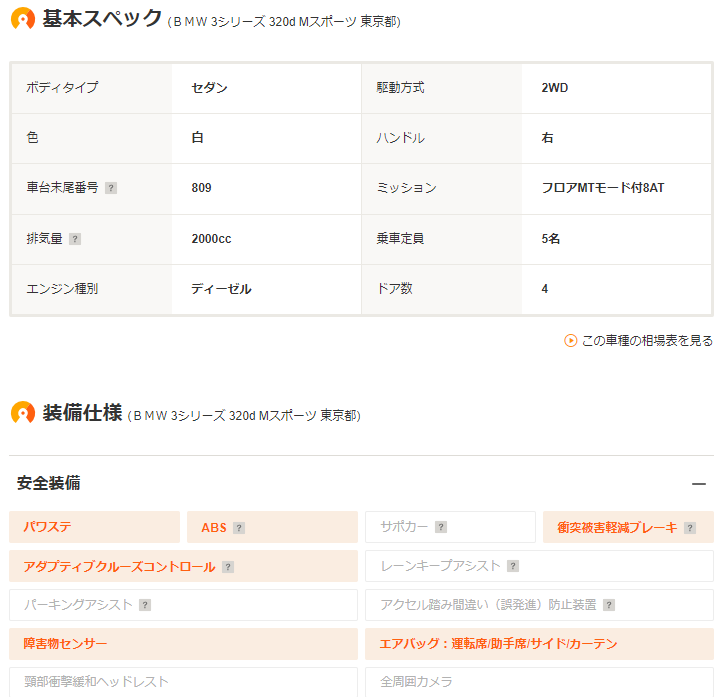 基本スペック (ＢＭＷ 3シリーズ 320d Mスポーツ 東京都)
ボディタイプ セダン 駆動方式 2WD
色 白 ハンドル 右
車台末尾番号 ? 809 ミッション フロアMTモード付8AT
排気量 ? 2000cc 乗車定員 5名
エンジン種別 ディーゼル ドア数 4
この車種の相場表を見る
装備仕様 (ＢＭＷ 3シリーズ 320d Mスポーツ 東京都)
安全装備
パワステ ABS ? サポカー ? 衝突被害軽減ブレーキ ?
アダプティブクルーズコントロール ? レーンキープアシスト ?
パーキングアシスト ? アクセル踏み間違い（誤発進）防止装置 ?
障害物センサー エアバッグ：運転席/助手席/サイド/カーテン
頸部衝撃緩和ヘッドレスト 全周囲カメラ